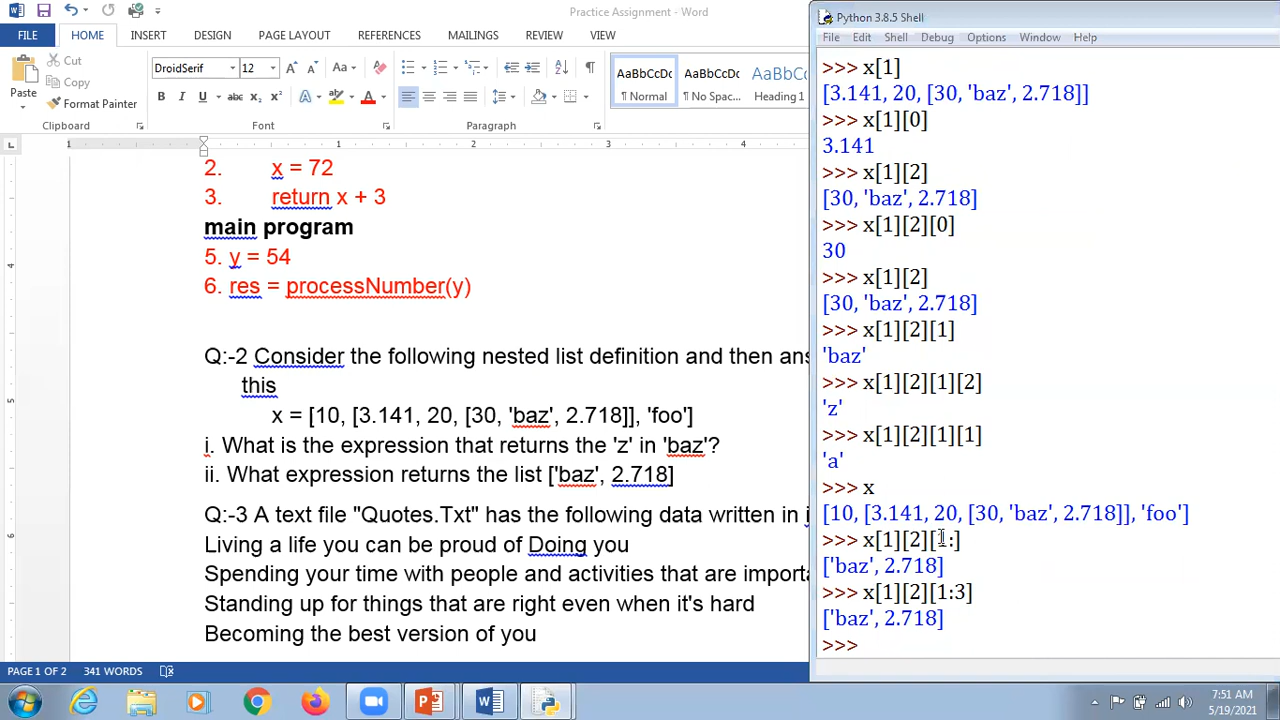 Practice Assignment - Word
FILE HOME INSERT DESIGN PAGE LAYOUT REFERENCES MAILINGS REVIEW VIEW
Paste
Cut
Copy
Format Painter
DroidSerif 12
AaBbCcDc AaBbCcDc AaBbCc
¶ Normal ¶ No Spac... Heading 1
Clipboard Font Paragraph
1 1 2 3 4
2. x = 72
3. return x + 3
main program
5. y = 54
6. res = processNumber(y)
Q:-2 Consider the following nested list definition and then ans
this
x = [10, [3.141, 20, [30, 'baz', 2.718]], 'foo']
i. What is the expression that returns the 'z' in 'baz'?
ii. What expression returns the list ['baz', 2.718]
Q:-3 A text file "Quotes.Txt" has the following data written in i
Living a life you can be proud of Doing you
Spending your time with people and activities that are importa
Standing up for things that are right even when it's hard
Becoming the best version of you
PAGE 1 OF 2 341 WORDS
Python 3.8.5 Shell
File Edit Shell Debug Options Window Help
>>> x[1]
[3.141, 20, [30, 'baz', 2.718]]
>>> x[1][0]
3.141
>>> x[1][2]
[30, 'baz', 2.718]
>>> x[1][2][0]
30
>>> x[1][2]
[30, 'baz', 2.718]
>>> x[1][2][1]
'baz'
>>> x[1][2][1][2]
'z'
>>> x[1][2][1][1]
'a'
>>> x
[10, [3.141, 20, [30, 'baz', 2.718]], 'foo']
>>> x[1][2][1:]
['baz', 2.718]
>>> x[1][2][1:3]
['baz', 2.718]
>>>
7:51 AM
5/19/2021